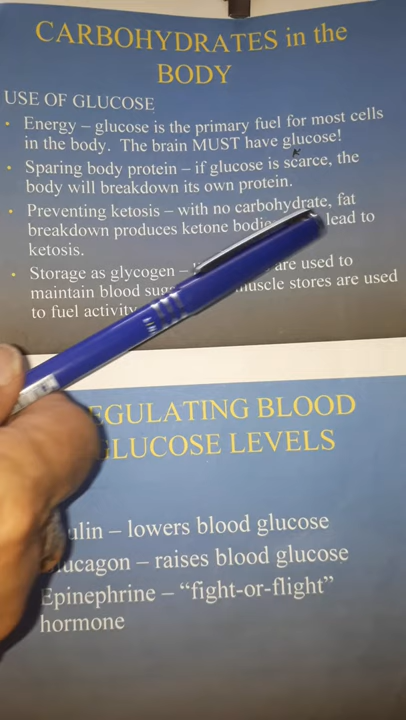 CARBOHYDRATES in the
BODY
USE OF GLUCOSE
• Energy – glucose is the primary fuel for most cells
in the body. The brain MUST have glucose!
• Sparing body protein – if glucose is scarce, the
body will breakdown its own protein.
• Preventing ketosis – with no carbohydrate, fat
breakdown produces ketone lead to
ketosis.
• Storage as glycogen – are used to
maintain blood muscle stores are used
to fuel activity
EGULATING BLOOD
GLUCOSE LEVELS
ulin – lowers blood glucose
ucagon – raises blood glucose
Epinephrine – “fight-or-flight”
hormone